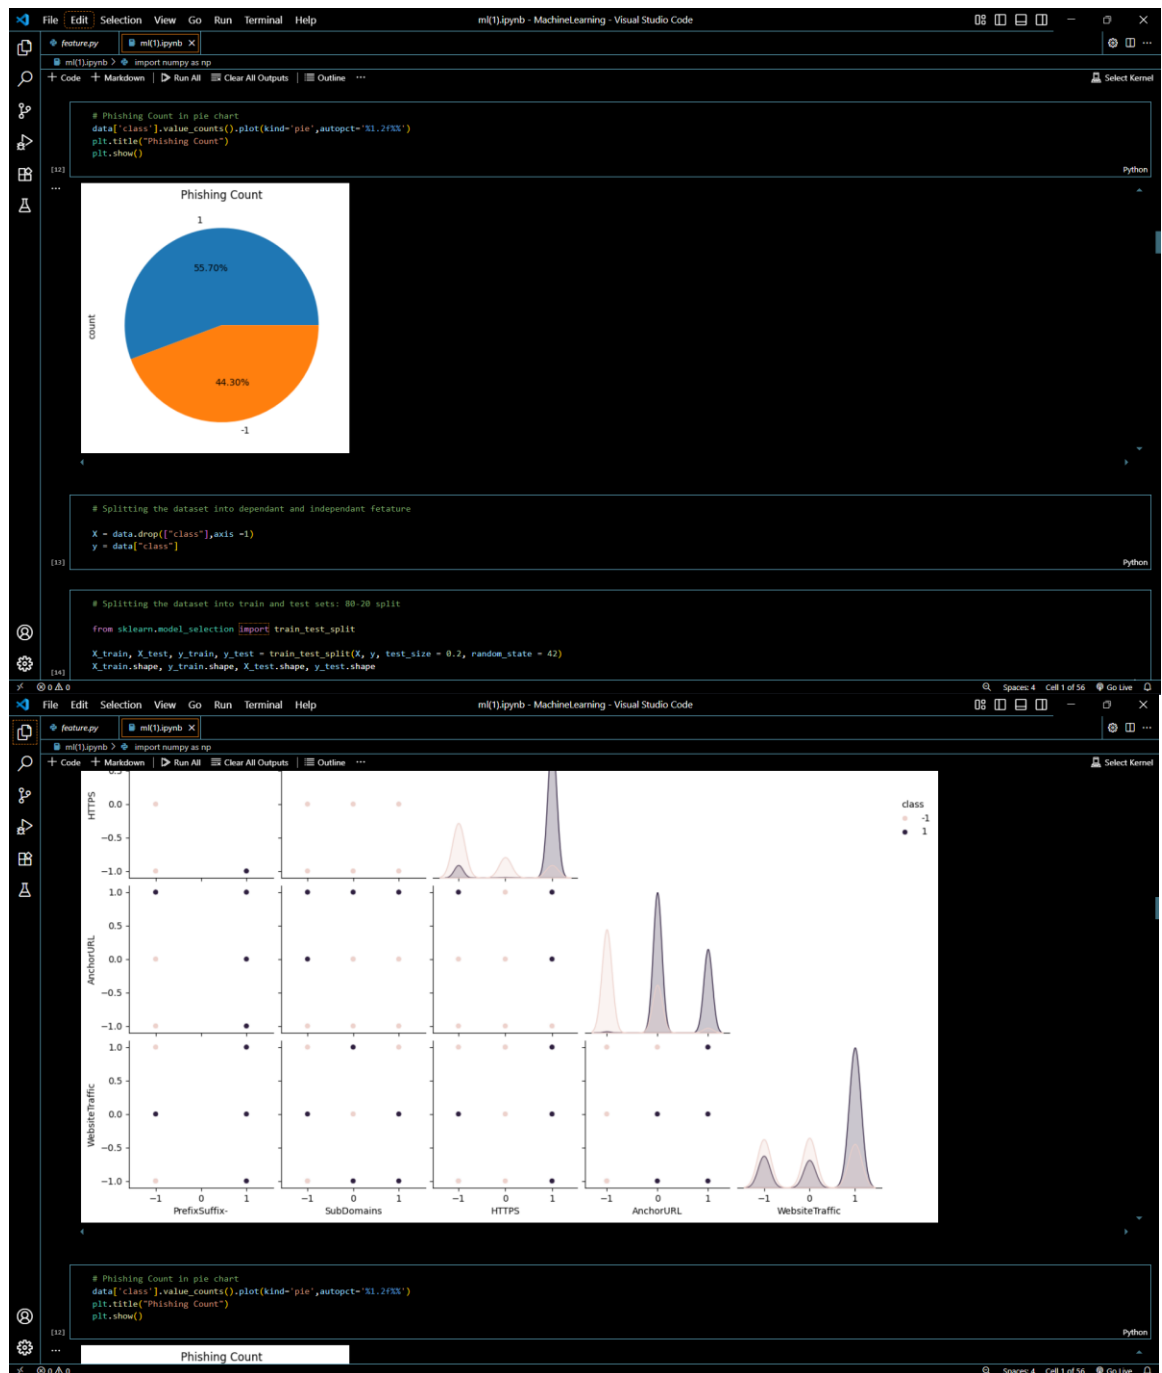 File Edit Selection View Go Run Terminal Help ml(1).ipynb - MachineLearning - Visual Studio Code
feature.py ml(1).ipynb
ml(1).ipynb > import numpy as np
+ Code + Markdown | Run All Clear All Outputs | Outline ... Select Kernel
# Phishing Count in pie chart
data['class'].value_counts().plot(kind='pie',autopct='%1.2f%%')
plt.title("Phishing Count")
plt.show()
[12] Python
Phishing Count
1
55.70%
count
44.30%
-1
# Splitting the dataset into dependant and independant fetature
X = data.drop(["class"],axis =1)
y = data["class"]
[13] Python
# Splitting the dataset into train and test sets: 80-20 split
from sklearn.model_selection import train_test_split
X_train, X_test, y_train, y_test = train_test_split(X, y, test_size = 0.2, random_state = 42)
[14] X_train.shape, y_train.shape, X_test.shape, y_test.shape
0 0 Spaces: 4 Cell 1 of 56 Go Live
File Edit Selection View Go Run Terminal Help ml(1).ipynb - MachineLearning - Visual Studio Code
feature.py ml(1).ipynb
ml(1).ipynb > import numpy as np
+ Code + Markdown | Run All Clear All Outputs | Outline ... Select Kernel
0.5
HTTPS
0.0
−0.5
−1.0
class
-1
1
1.0
0.5
AnchorURL
0.0
−0.5
−1.0
1.0
0.5
WebsiteTraffic
0.0
−0.5
−1.0
−1 0 1 −1 0 1 −1 0 1 −1 0 1 −1 0 1
PrefixSuffix- SubDomains HTTPS AnchorURL WebsiteTraffic
# Phishing Count in pie chart
data['class'].value_counts().plot(kind='pie',autopct='%1.2f%%')
plt.title("Phishing Count")
plt.show()
[12] Python
Phishing Count
0 0 Spaces: 4 Cell 1 of 56 Go Live